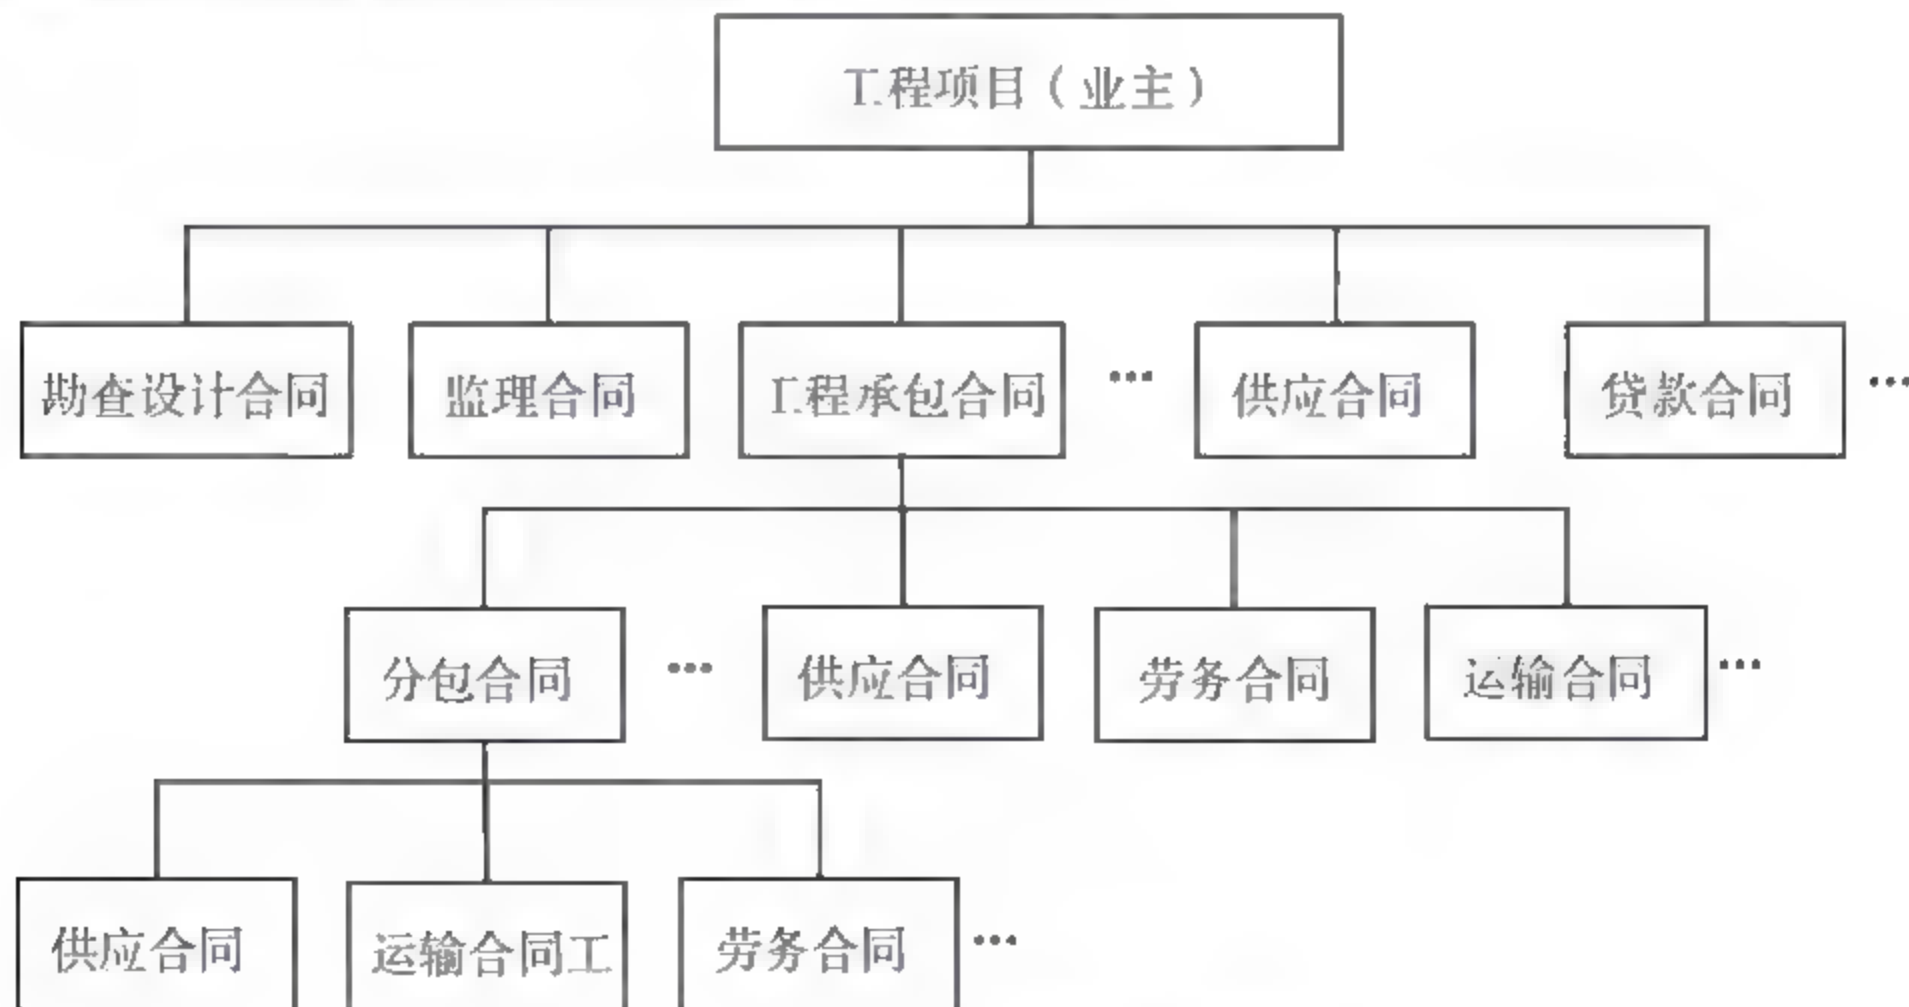 工程项目（业主）
勘查设计合同
监理合同
工程承包合同
…
供应合同
贷款合同
…
分包合同
…
供应合同
劳务合同
运输合同
…
供应合同
运输合同工
劳务合同
…